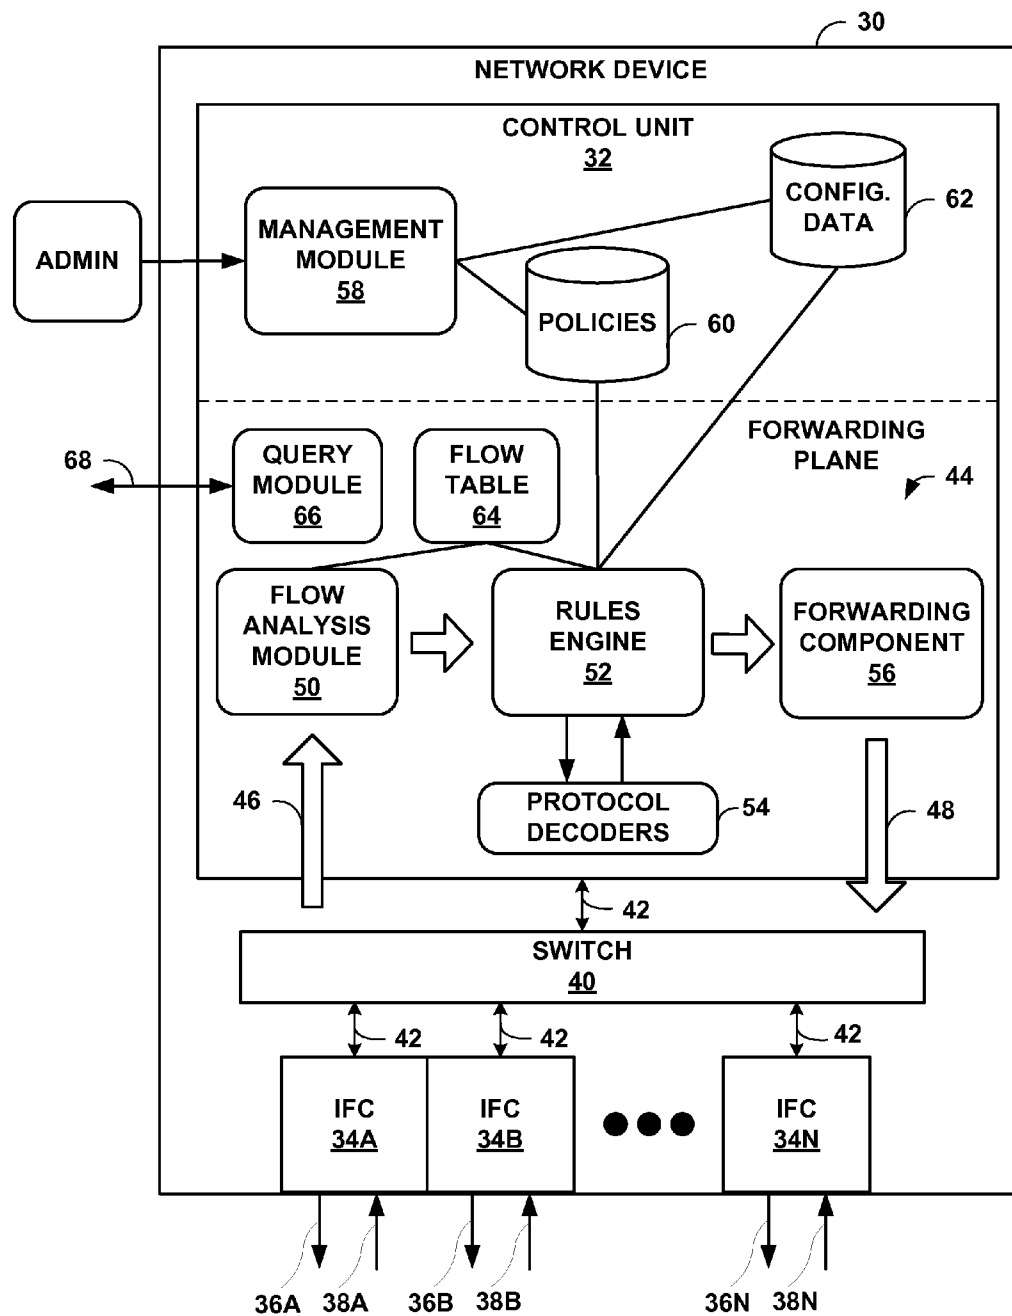 30
NETWORK DEVICE
CONTROL UNIT
32
CONFIG.
DATA
62
ADMIN
MANAGEMENT
MODULE
58
POLICIES
60
FORWARDING
PLANE
44
68
QUERY
MODULE
66
FLOW
TABLE
64
FLOW
ANALYSIS
MODULE
50
RULES
ENGINE
52
FORWARDING
COMPONENT
56
46
PROTOCOL
DECODERS
54
48
42
SWITCH
40
42
42
42
IFC
34A
IFC
34B
IFC
34N
36A
38A
36B
38B
36N
38N